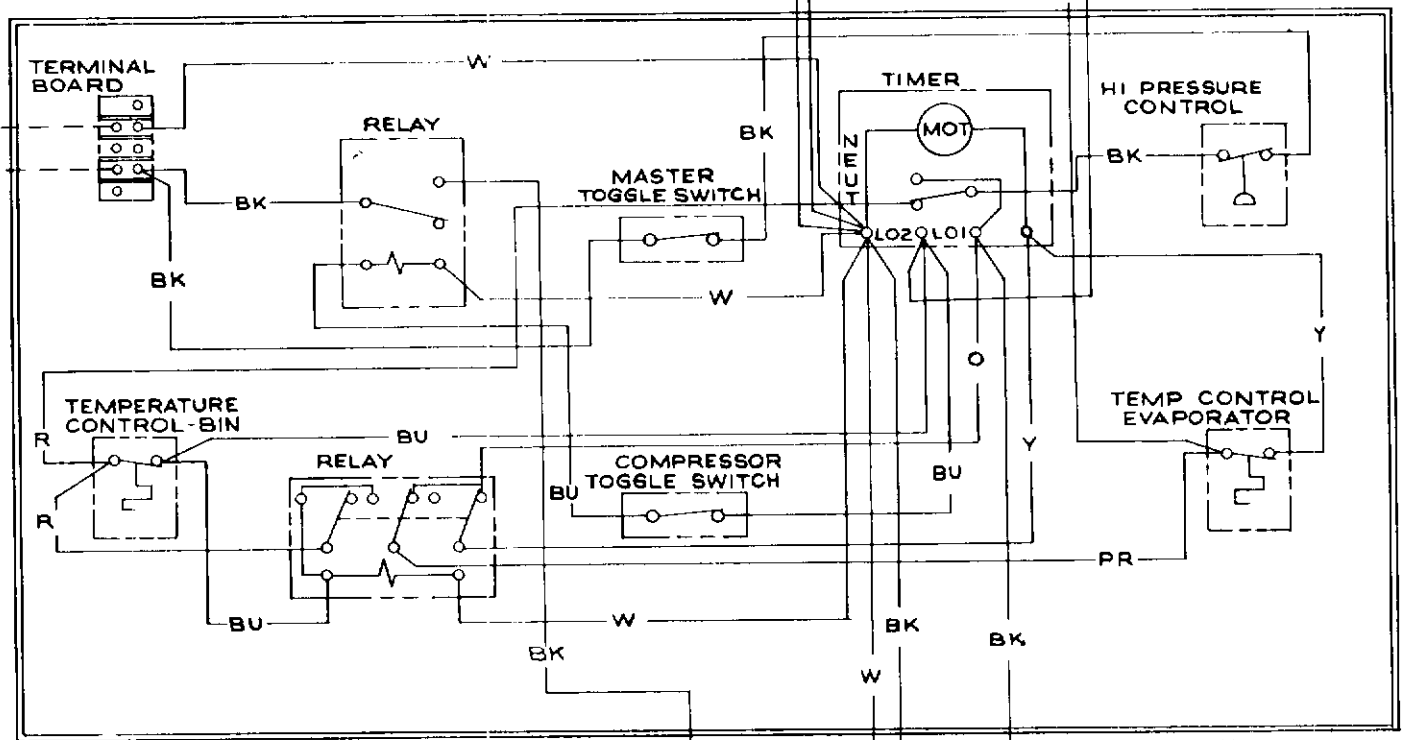 TERMINAL
BOARD
W
RELAY
BK
MASTER
TOGGLE SWITCH
BK
TIMER
MOT
NEUT
LO2
LO1
HI PRESSURE
CONTROL
BK
BK
W
O
Y
Y
TEMPERATURE
CONTROL-BIN
R
R
BU
RELAY
BU
COMPRESSOR
TOGGLE SWITCH
BU
TEMP CONTROL
EVAPORATOR
PR
BU
W
BK
BK
BK
W